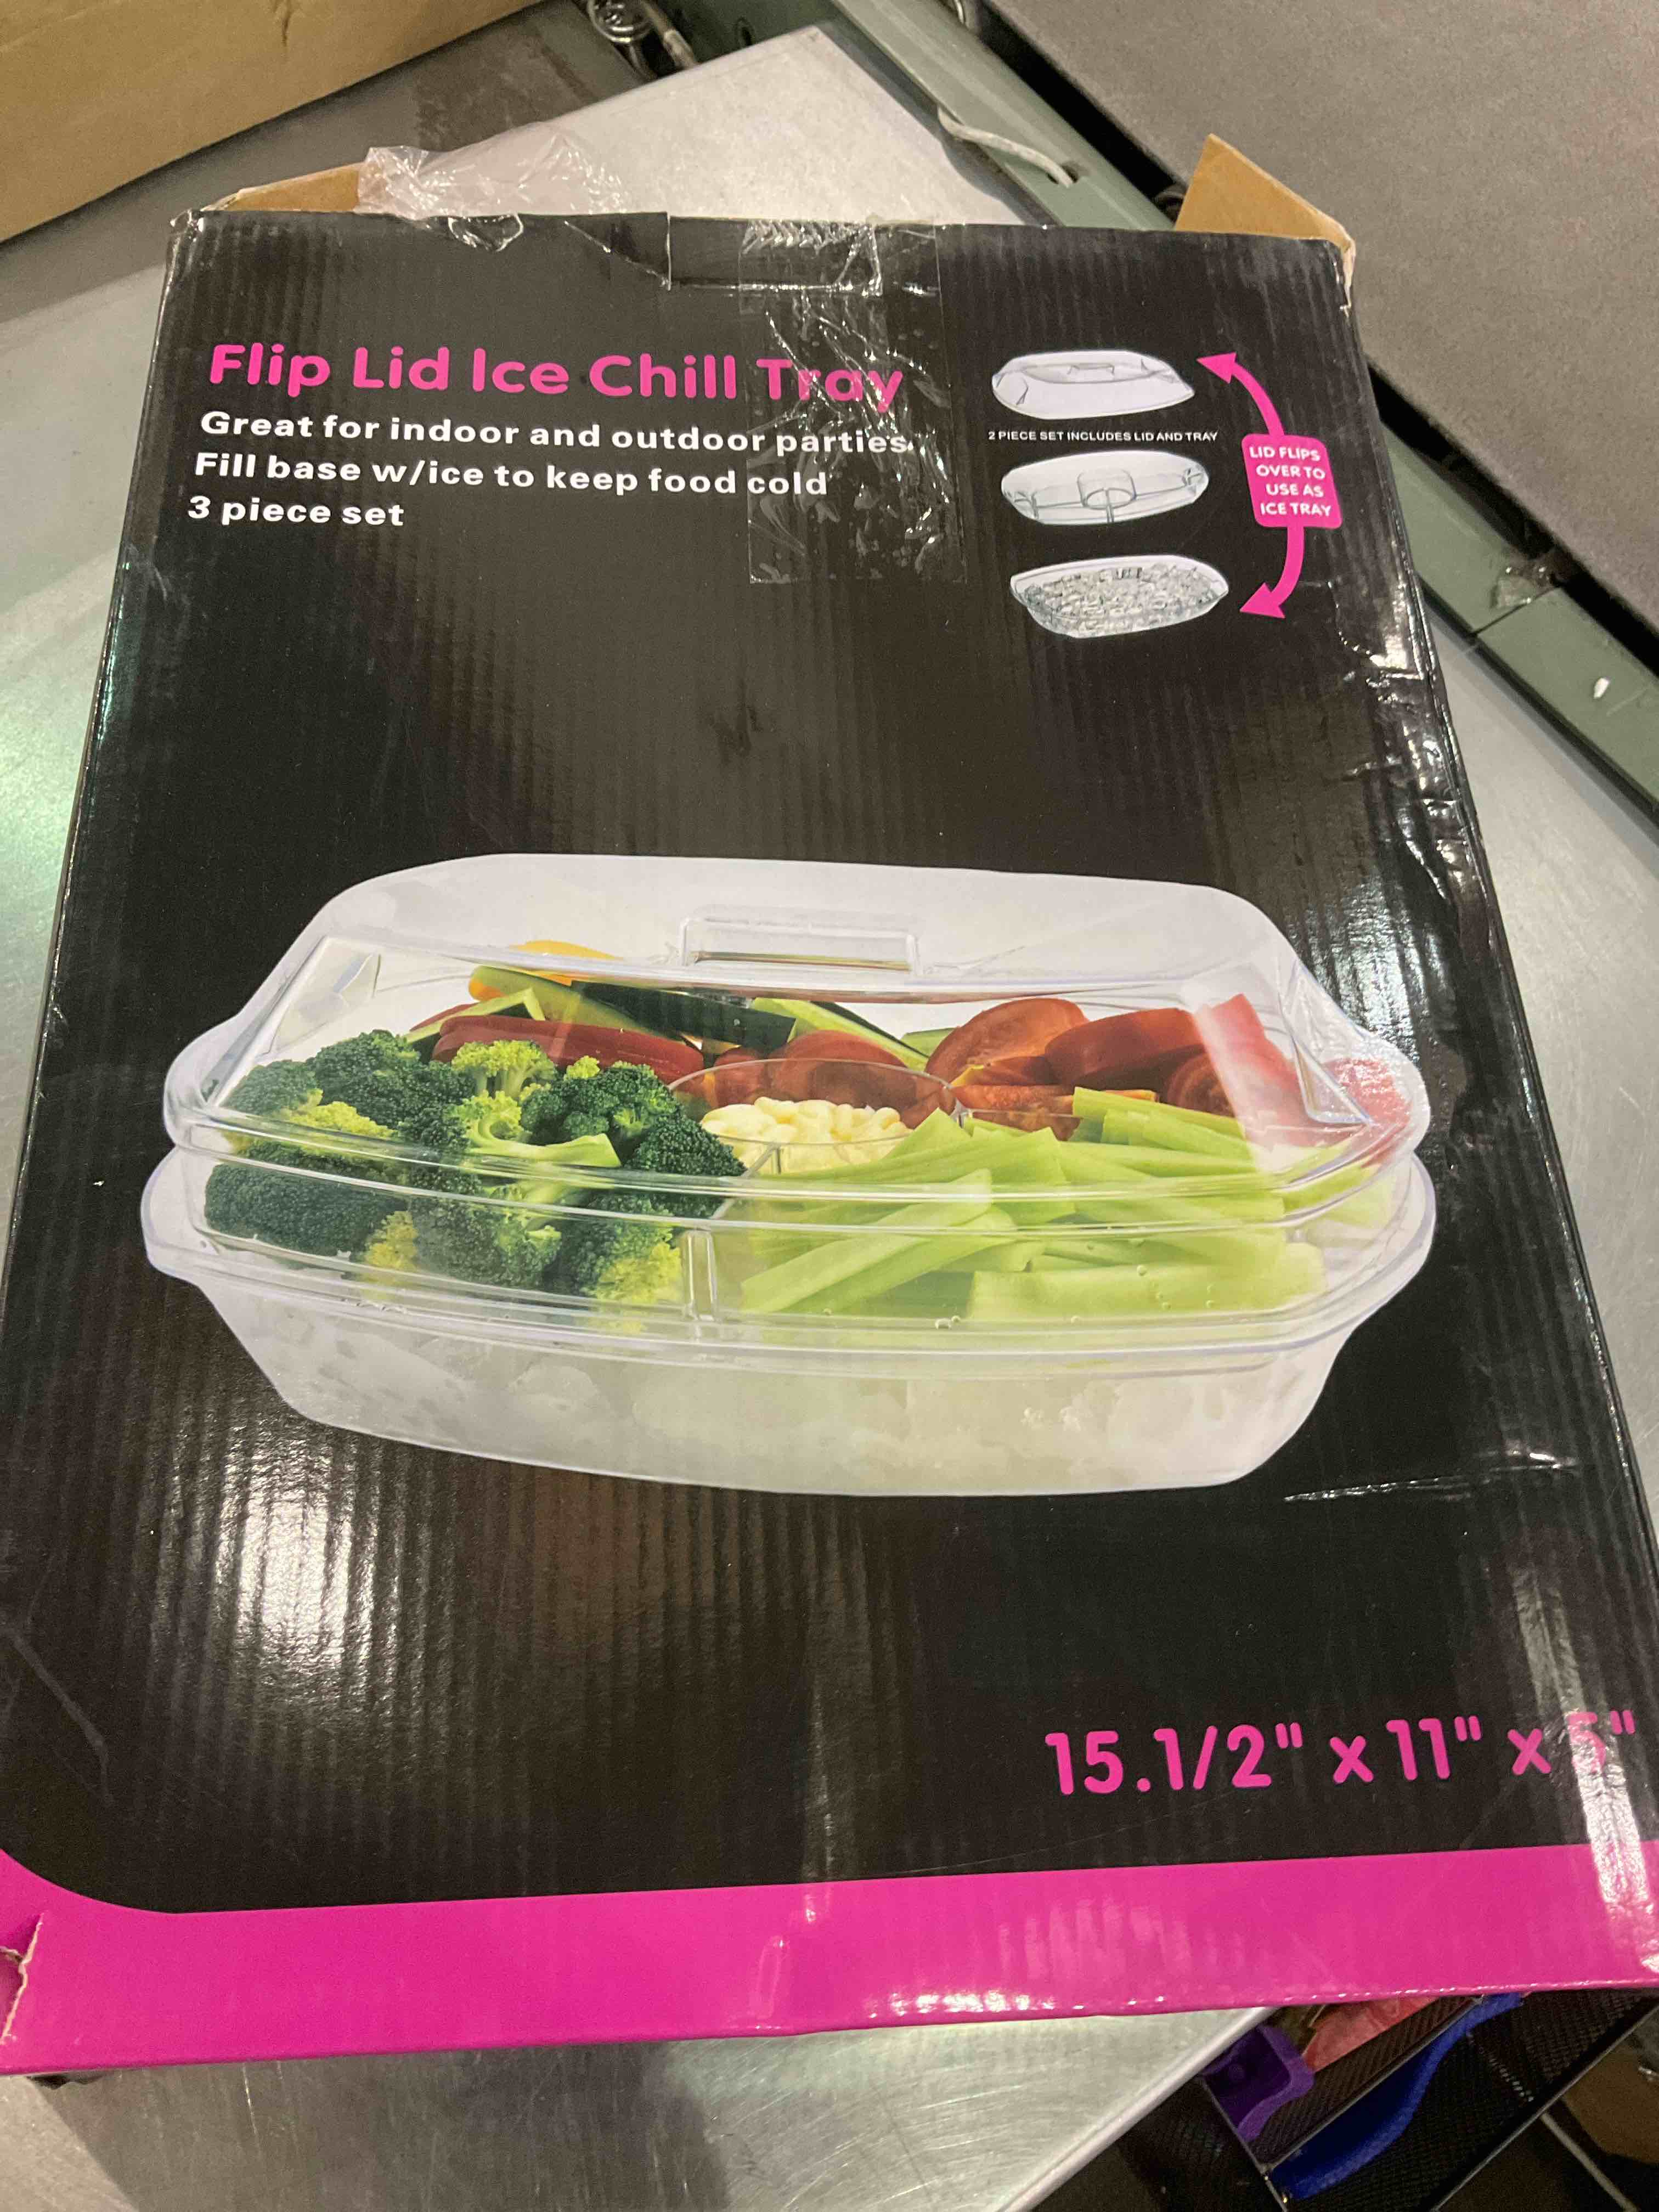 Flip Lid Ice Chill Tray
Great for indoor and outdoor parties.
Fill base w/ice to keep food cold
3 piece set
2 PIECE SET INCLUDES LID AND TRAY
LID FLIPS
OVER TO
USE AS
ICE TRAY
15.1/2" x 11" x 5"